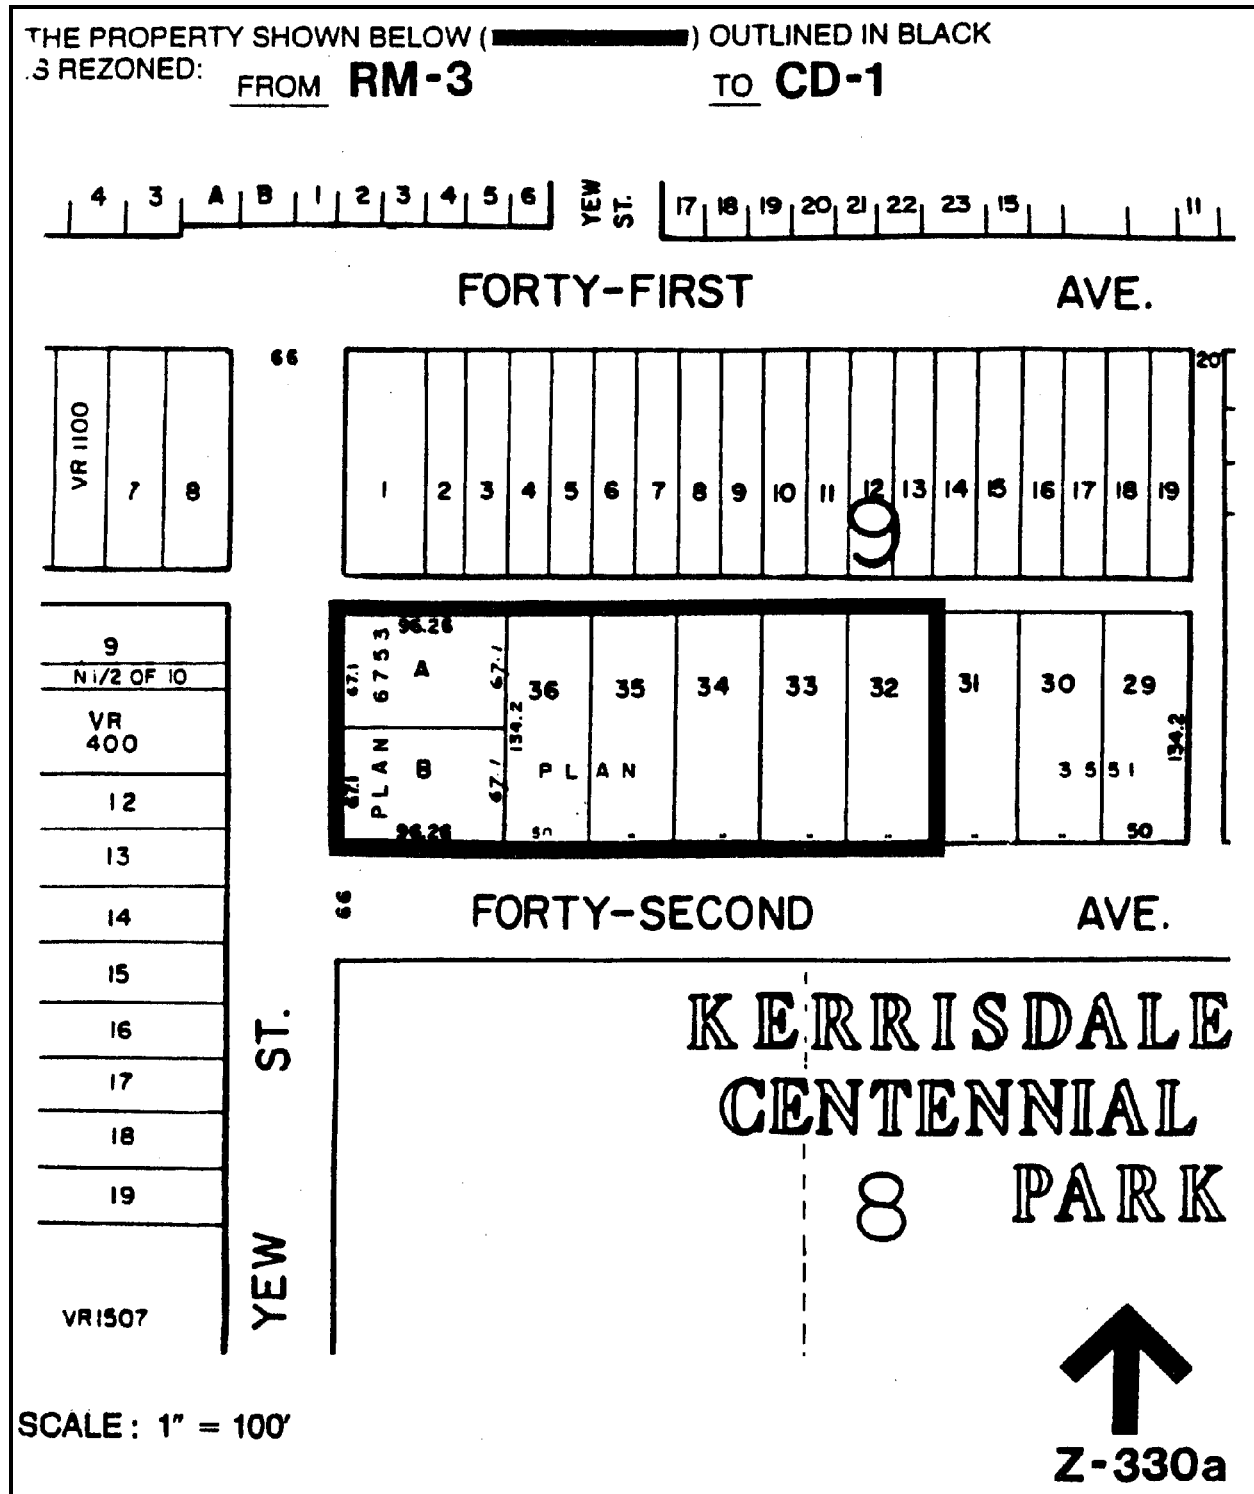 THE PROPERTY SHOWN BELOW ( ) OUTLINED IN BLACK
IS REZONED: FROM RM-3 TO CD-1
4 3 A B 1 2 3 4 5 6 YEW ST. 17 18 19 20 21 22 23 15 11
FORTY-FIRST AVE.
66 20'
VR 1100 7 8 1 2 3 4 5 6 7 8 9 10 11 12 13 14 15 16 17 18 19
9
9
N 1/2 OF 10
VR
400
12
13
14
15
16
17
18
19
VR1507
96.26
67.1 PLAN 6753 A 67.1
67.1 B 67.1
96.26
134.2
36 35 34 33 32 31 30 29
PLAN 3551
134.2
50 " " " " " " 50
66
FORTY-SECOND AVE.
YEW ST.
KERRISDALE
CENTENNIAL
PARK
8
SCALE: 1" = 100'
Z-330a